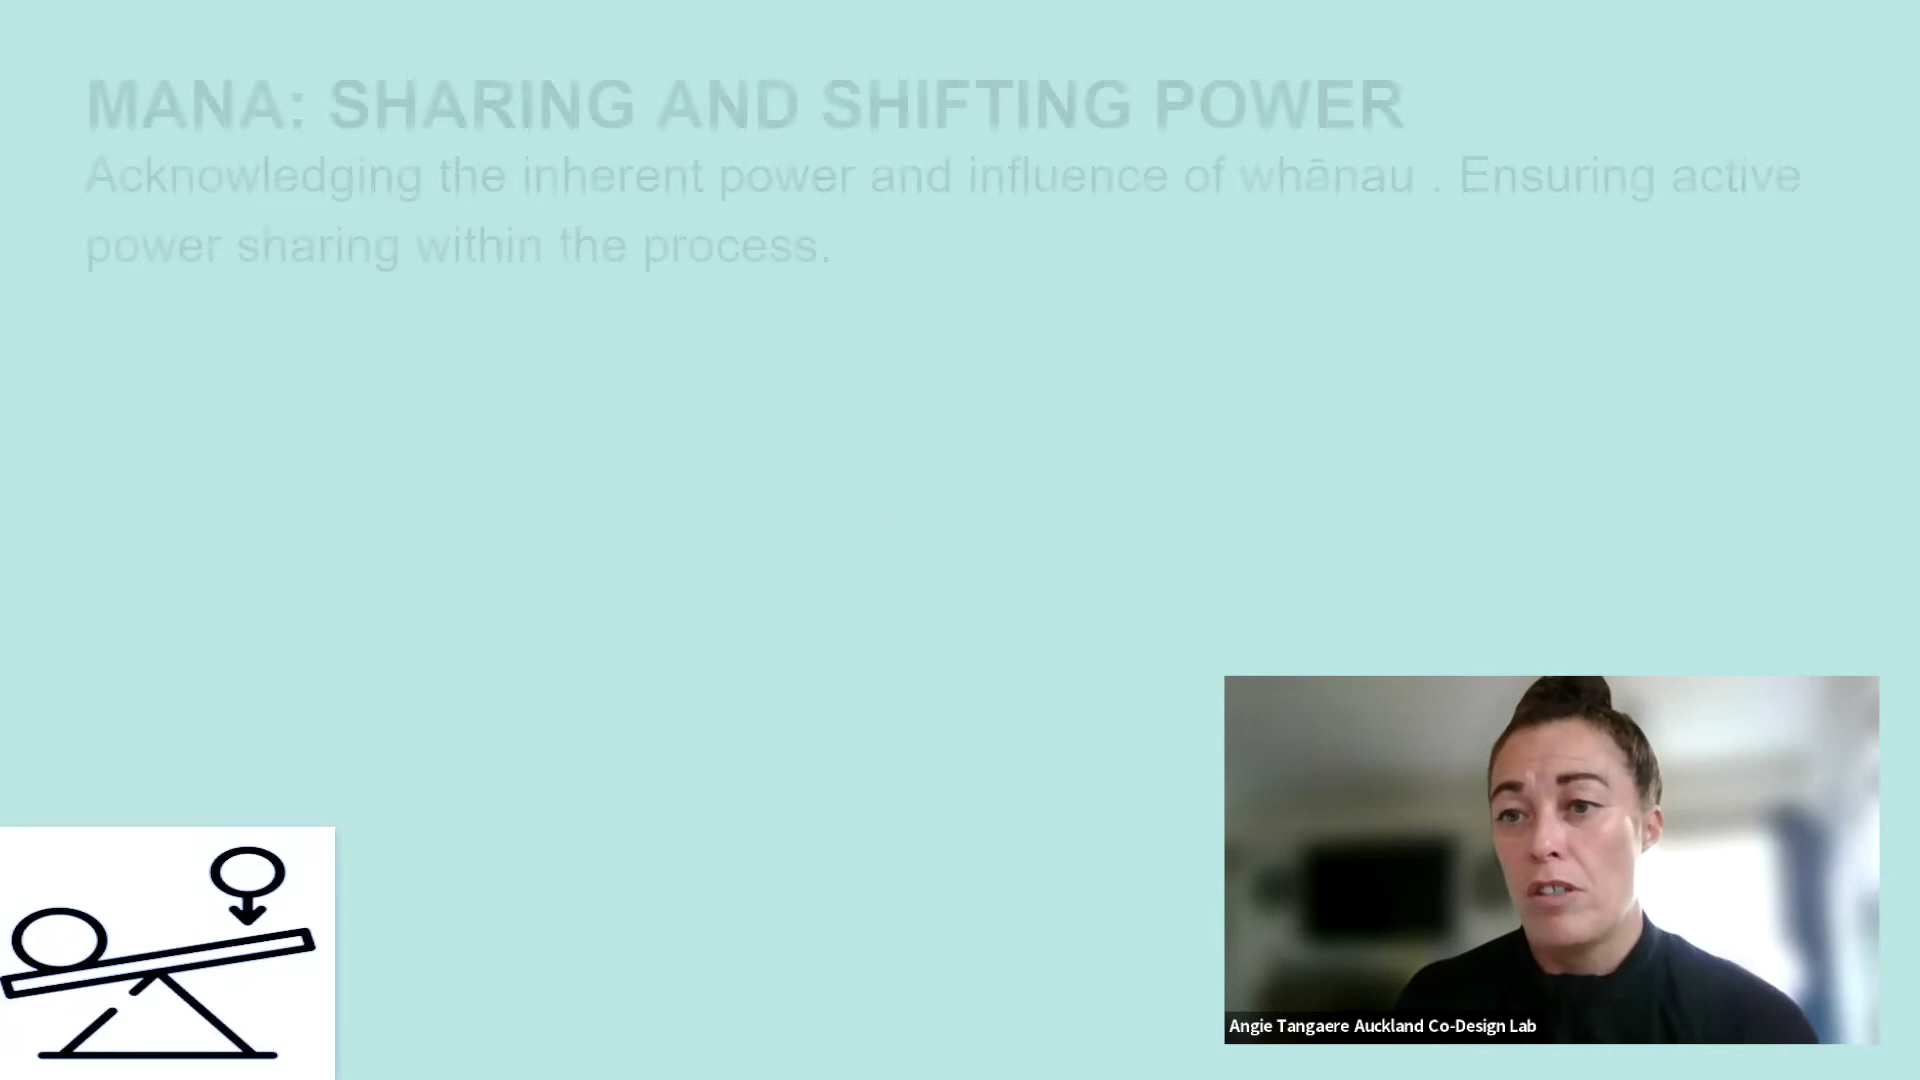 MANA: SHARING AND SHIFTING POWER
Acknowledging the inherent power and influence of whānau . Ensuring active
power sharing within the process.
Angie Tangaere Auckland Co-Design Lab